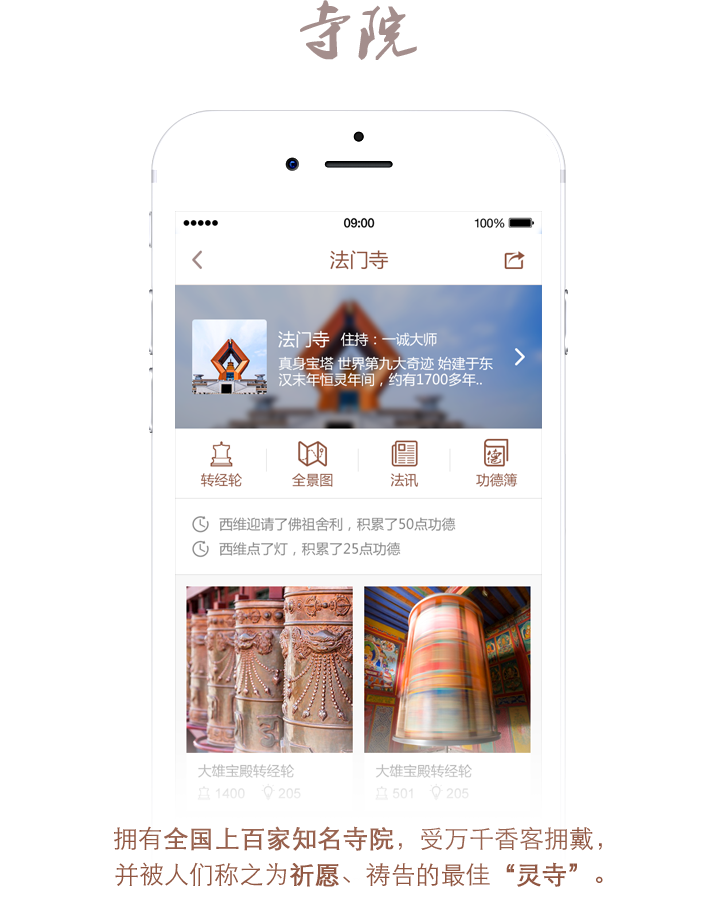 寺院
09:00
100%
法门寺
法门寺 住持：一诚大师
真身宝塔 世界第九大奇迹 始建于东
汉末年恒灵年间，约有1700多年..
转经轮 全景图 法讯 功德簿
西维迎请了佛祖舍利，积累了50点功德
西维点了灯，积累了25点功德
大雄宝殿转经轮 大雄宝殿转经轮
1400 205 501 205
拥有全国上百家知名寺院，受万千香客拥戴，
并被人们称之为祈愿、祷告的最佳“灵寺”。